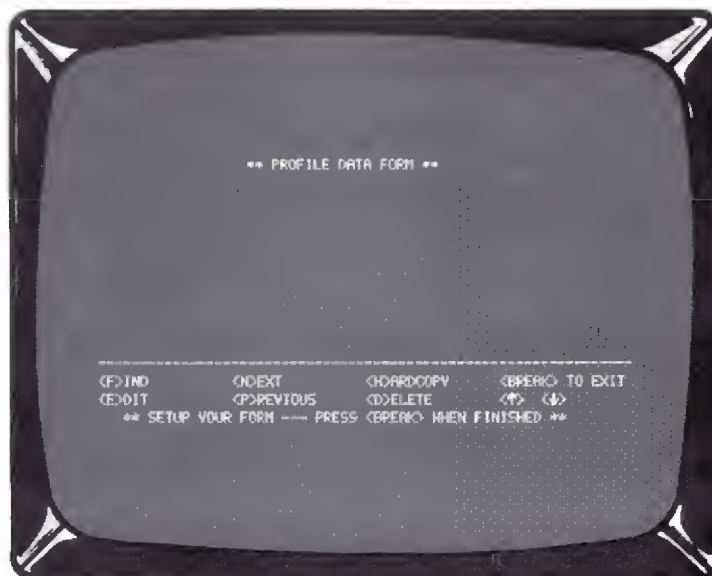 ** PROFILE DATA FORM **
<F>IND <N>EXT <H>ARDCOPY <BREAK> TO EXIT
<E>DIT <P>REVIOUS <D>ELETE <↑> <↓>
** SETUP YOUR FORM --- PRESS <BREAK> WHEN FINISHED **